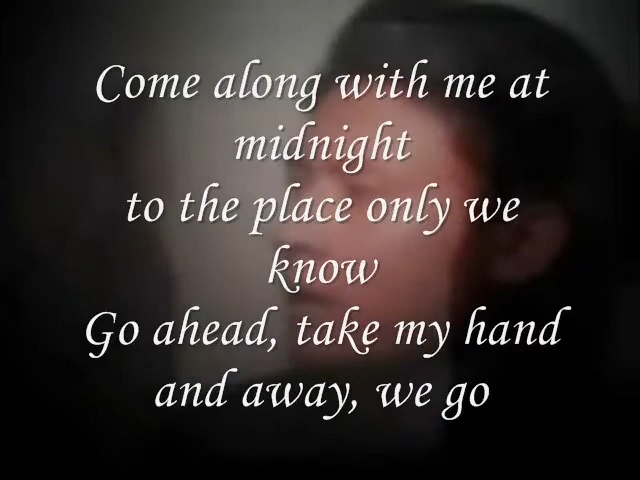 Come along with me at
midnight
to the place only we
know
Go ahead, take my hand
and away, we go